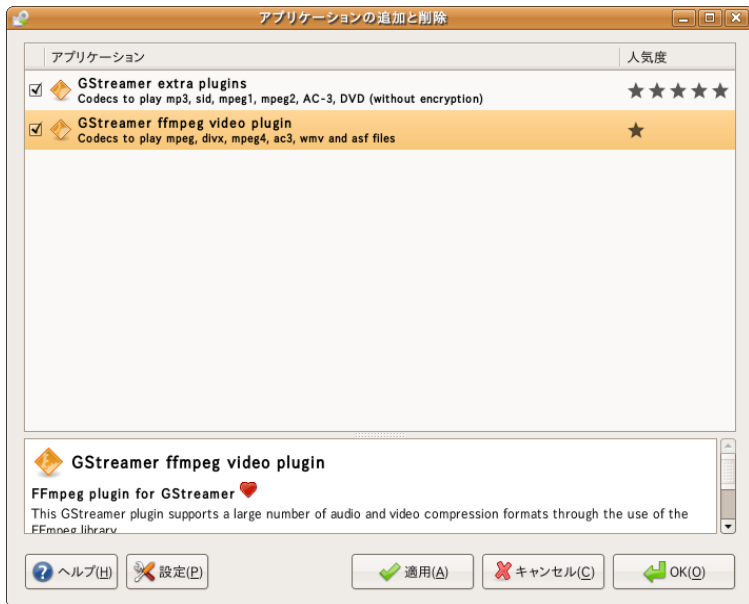 アプリケーションの追加と削除
アプリケーション 人気度
GStreamer extra plugins
Codecs to play mp3, sid, mpeg1, mpeg2, AC-3, DVD (without encryption)
GStreamer ffmpeg video plugin
Codecs to play mpeg, divx, mpeg4, ac3, wmv and asf files
GStreamer ffmpeg video plugin
FFmpeg plugin for GStreamer
This GStreamer plugin supports a large number of audio and video compression formats through the use of the
FFmpeg library
ヘルプ(H) 設定(P) 適用(A) キャンセル(C) OK(O)